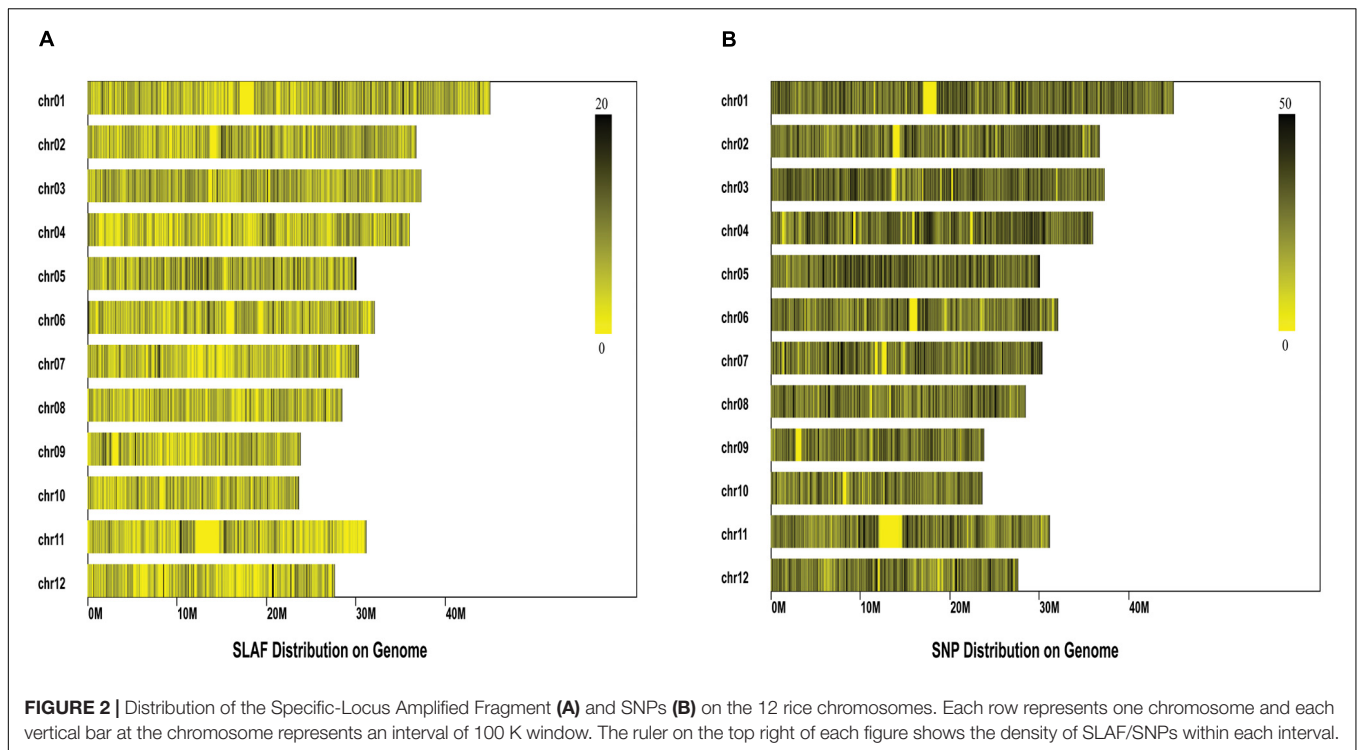 A
chr01
chr02
chr03
chr04
chr05
chr06
chr07
chr08
chr09
chr10
chr11
chr12
20
0
0M 10M 20M 30M 40M
SLAF Distribution on Genome
B
chr01
chr02
chr03
chr04
chr05
chr06
chr07
chr08
chr09
chr10
chr11
chr12
50
0
0M 10M 20M 30M 40M
SNP Distribution on Genome
FIGURE 2 | Distribution of the Specific-Locus Amplified Fragment (A) and SNPs (B) on the 12 rice chromosomes. Each row represents one chromosome and each
vertical bar at the chromosome represents an interval of 100 K window. The ruler on the top right of each figure shows the density of SLAF/SNPs within each interval.